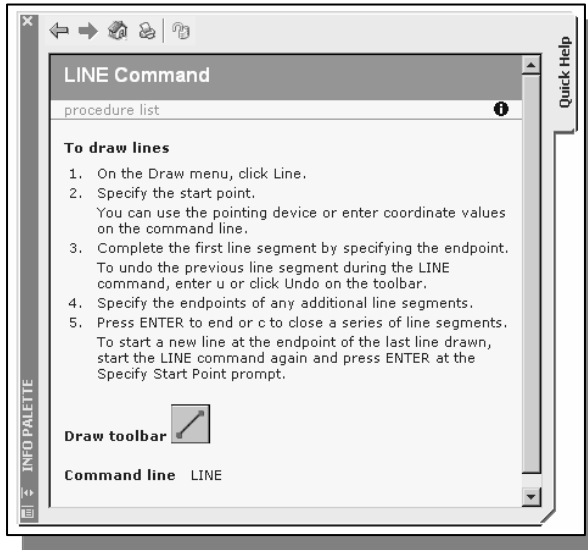 LINE Command
procedure list
To draw lines
1. On the Draw menu, click Line.
2. Specify the start point.
You can use the pointing device or enter coordinate values
on the command line.
3. Complete the first line segment by specifying the endpoint.
To undo the previous line segment during the LINE
command, enter u or click Undo on the toolbar.
4. Specify the endpoints of any additional line segments.
5. Press ENTER to end or c to close a series of line segments.
To start a new line at the endpoint of the last line drawn,
start the LINE command again and press ENTER at the
Specify Start Point prompt.
Draw toolbar
Command line LINE
Quick Help
INFO PALETTE